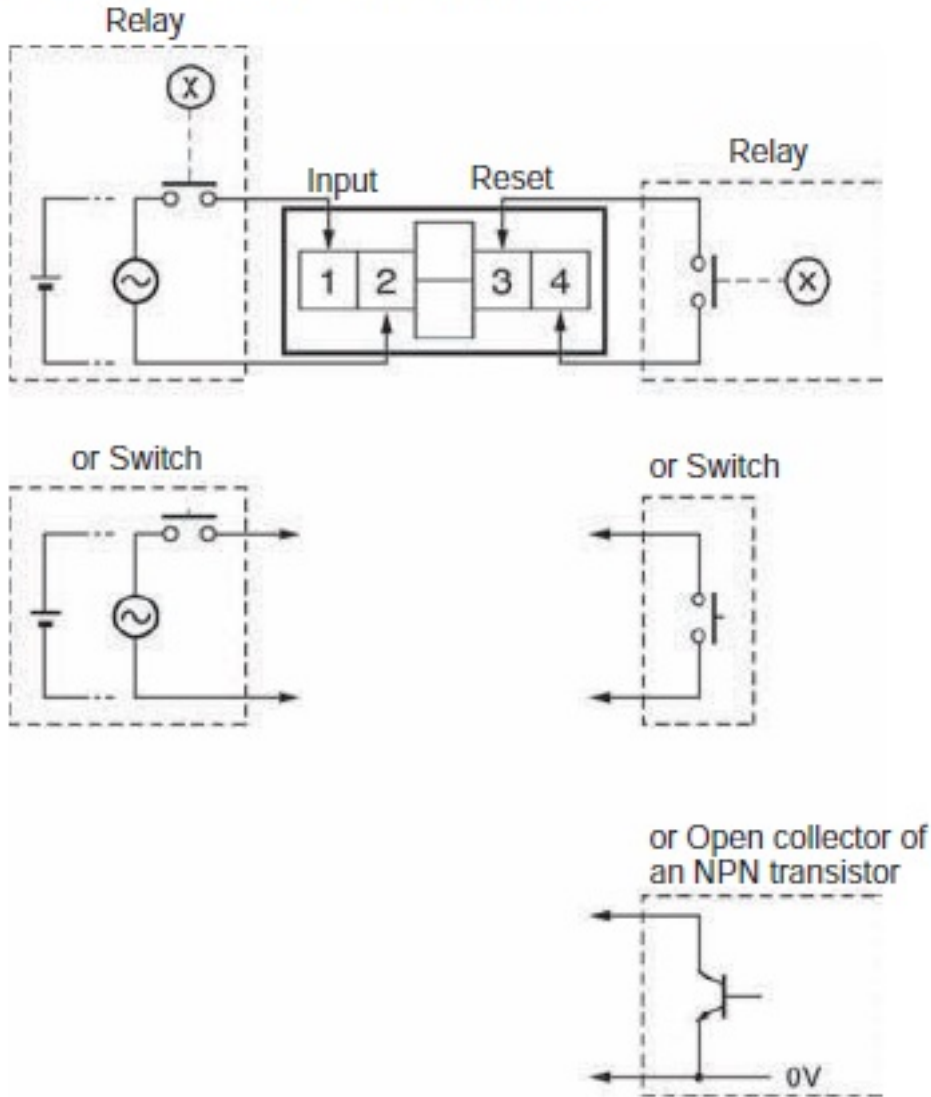 Relay
X
Relay
Input
Reset
1 2 3 4
X
or Switch
or Switch
or Open collector of
an NPN transistor
0V